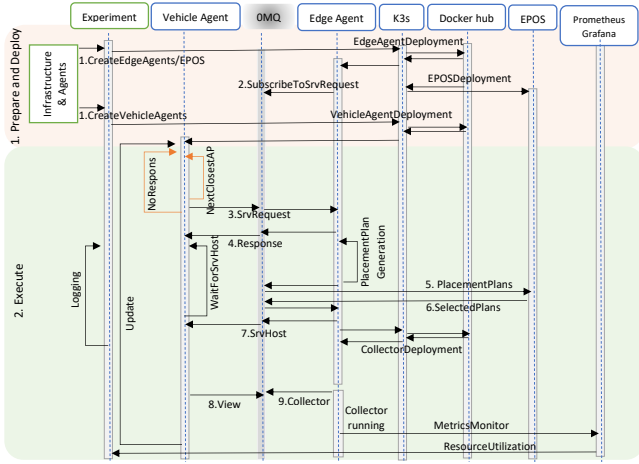 Experiment
Vehicle Agent
0MQ
Edge Agent
K3s
Docker hub
EPOS
Prometheus
Grafana
1. Prepare and Deploy
Infrastructure
& Agents
EdgeAgentDeployment
1.CreateEdgeAgents/EPOS
EPOSDeployment
2.SubscribeToSrvRequest
1.CreateVehicleAgents
VehicleAgentDeployment
2. Execute
NoRespons
NextClosestAP
3.SrvRequest
4.Response
PlacementPlan
Generation
WaitForSrvHost
Logging
Update
5. PlacementPlans
6.SelectedPlans
7.SrvHost
CollectorDeployment
8.View
9.Collector
Collector
running
MetricsMonitor
ResourceUtilization